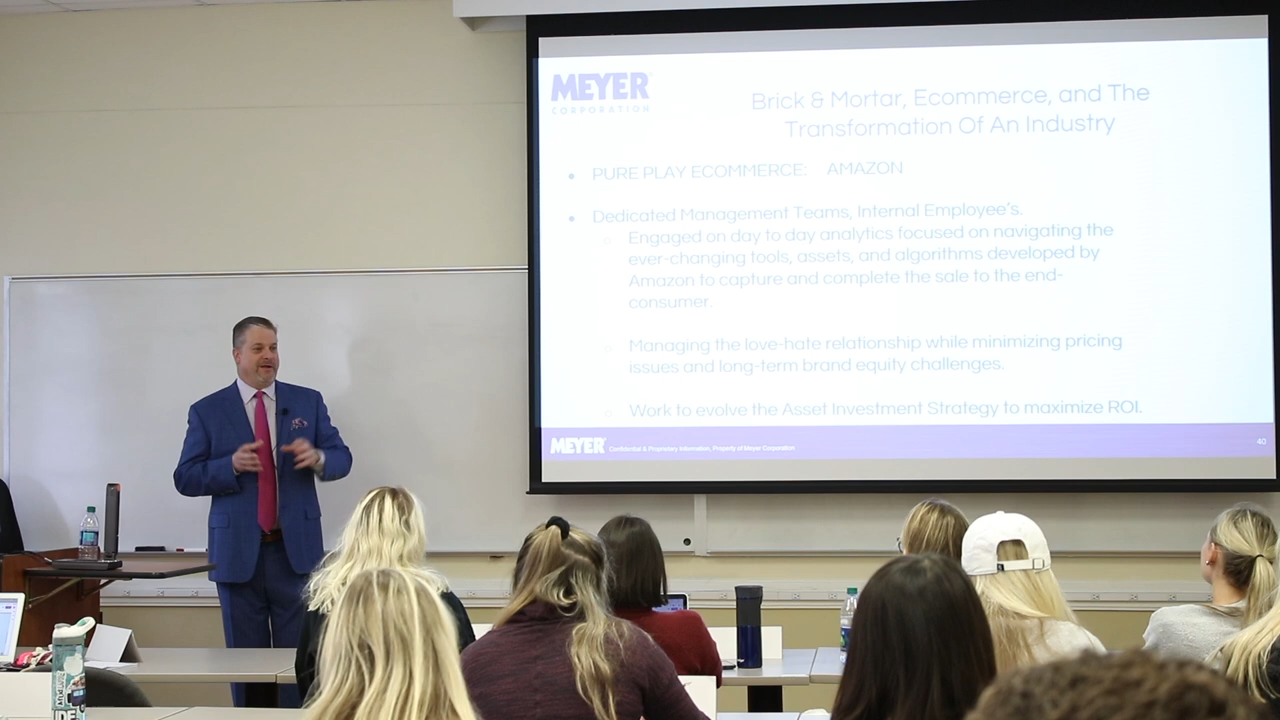 MEYER
CORPORATION
Brick & Mortar, Ecommerce, and The
Transformation Of An Industry
• PURE PLAY ECOMMERCE: AMAZON
• Dedicated Management Teams, Internal Employee's.
Engaged on day to day analytics focused on navigating the
ever-changing tools, assets, and algorithms developed by
Amazon to capture and complete the sale to the end-
consumer.
Managing the love-hate relationship while minimizing pricing
issues and long-term brand equity challenges.
Work to evolve the Asset Investment Strategy to maximize ROI.
MEYER Confidential & Proprietary Information, Property of Meyer Corporation 40